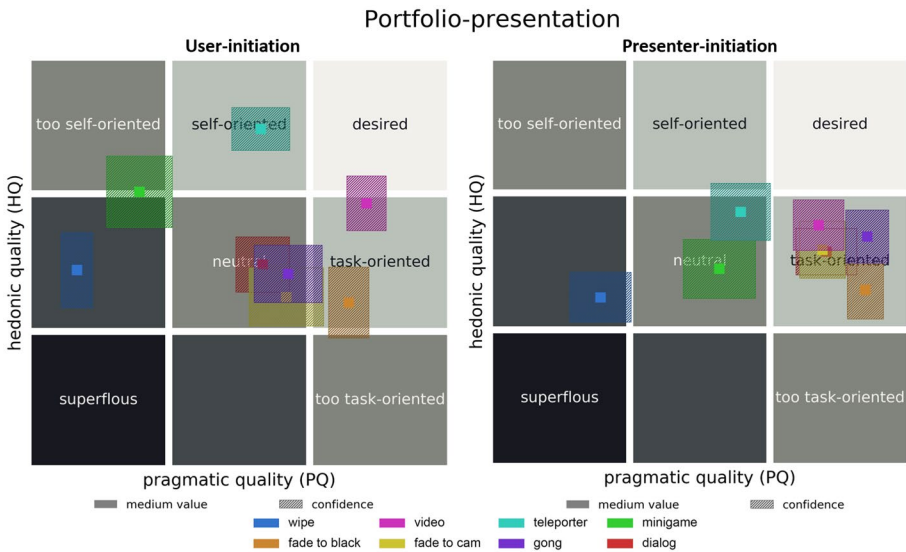 Portfolio-presentation
User-initiation
too self-oriented
self-oriented
desired
neutral
task-oriented
superflous
too task-oriented
hedonic quality (HQ)
pragmatic quality (PQ)
medium value
confidence
Presenter-initiation
too self-oriented
self-oriented
desired
neutral
task-oriented
superflous
too task-oriented
hedonic quality (HQ)
pragmatic quality (PQ)
medium value
confidence
wipe
video
teleporter
minigame
fade to black
fade to cam
gong
dialog